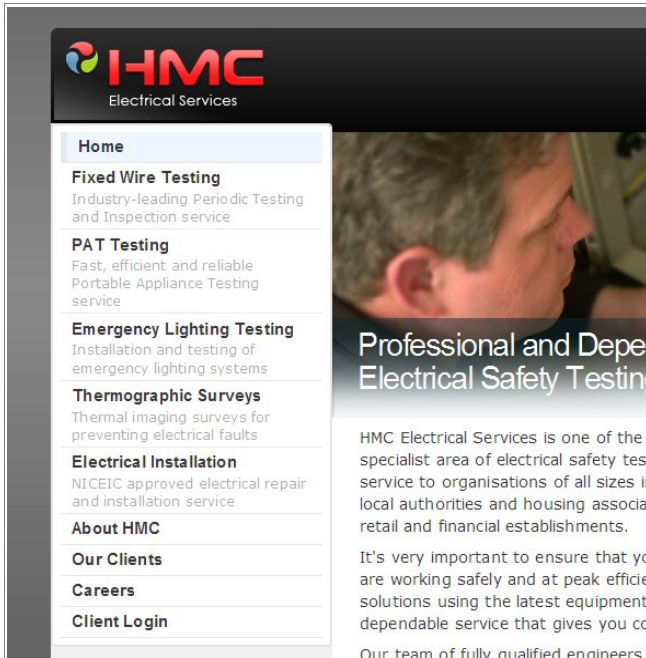 HMC
Electrical Services
Home
Fixed Wire Testing
Industry-leading Periodic Testing
and Inspection service
PAT Testing
Fast, efficient and reliable
Portable Appliance Testing
service
Emergency Lighting Testing
Installation and testing of
emergency lighting systems
Thermographic Surveys
Thermal imaging surveys for
preventing electrical faults
Electrical Installation
NICEIC approved electrical repair
and installation service
About HMC
Our Clients
Careers
Client Login
Professional and Depe
Electrical Safety Testin
HMC Electrical Services is one of the
specialist area of electrical safety tes
service to organisations of all sizes i
local authorities and housing associa
retail and financial establishments.
It's very important to ensure that yo
are working safely and at peak efficie
solutions using the latest equipment
dependable service that gives you co
Our team of fully qualified engineers